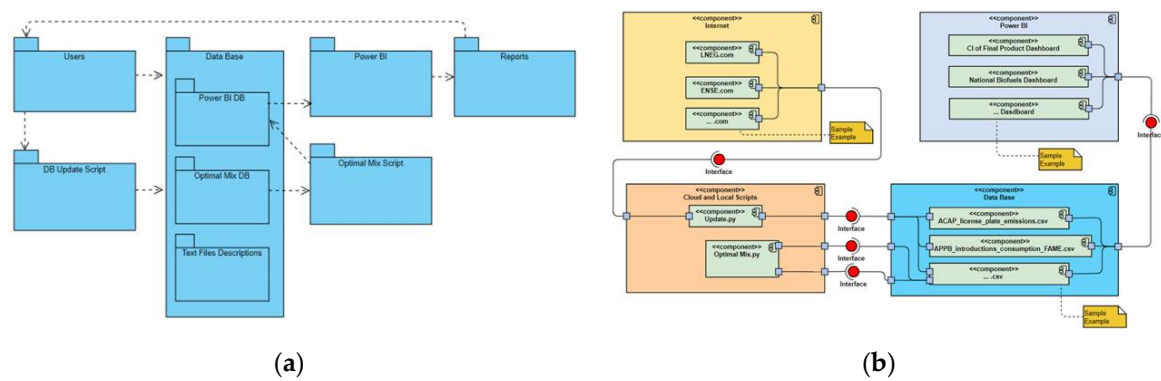 Users
Data Base
Power BI
Reports
Power BI DB
DB Update Script
Optimal Mix DB
Optimal Mix Script
Text Files Descriptions
(a)
<<component>>
Internet
<<component>>
LNEG.com
<<component>>
ENSE.com
<<component>>
... .com
Sample
Example
<<component>>
Power BI
<<component>>
CI of Final Product Dashboard
<<component>>
National Biofuels Dashboard
<<component>>
... Dasdboard
Sample
Example
Interface
Interface
<<component>>
Cloud and Local Scripts
<<component>>
Update.py
<<component>>
Optimal Mix.py
Interface
Interface
Interface
<<component>>
Data Base
<<component>>
ACAP_license_plate_emissions.csv
<<component>>
APPB_introductions_consumption_FAME.csv
<<component>>
... .csv
Sample
Example
(b)